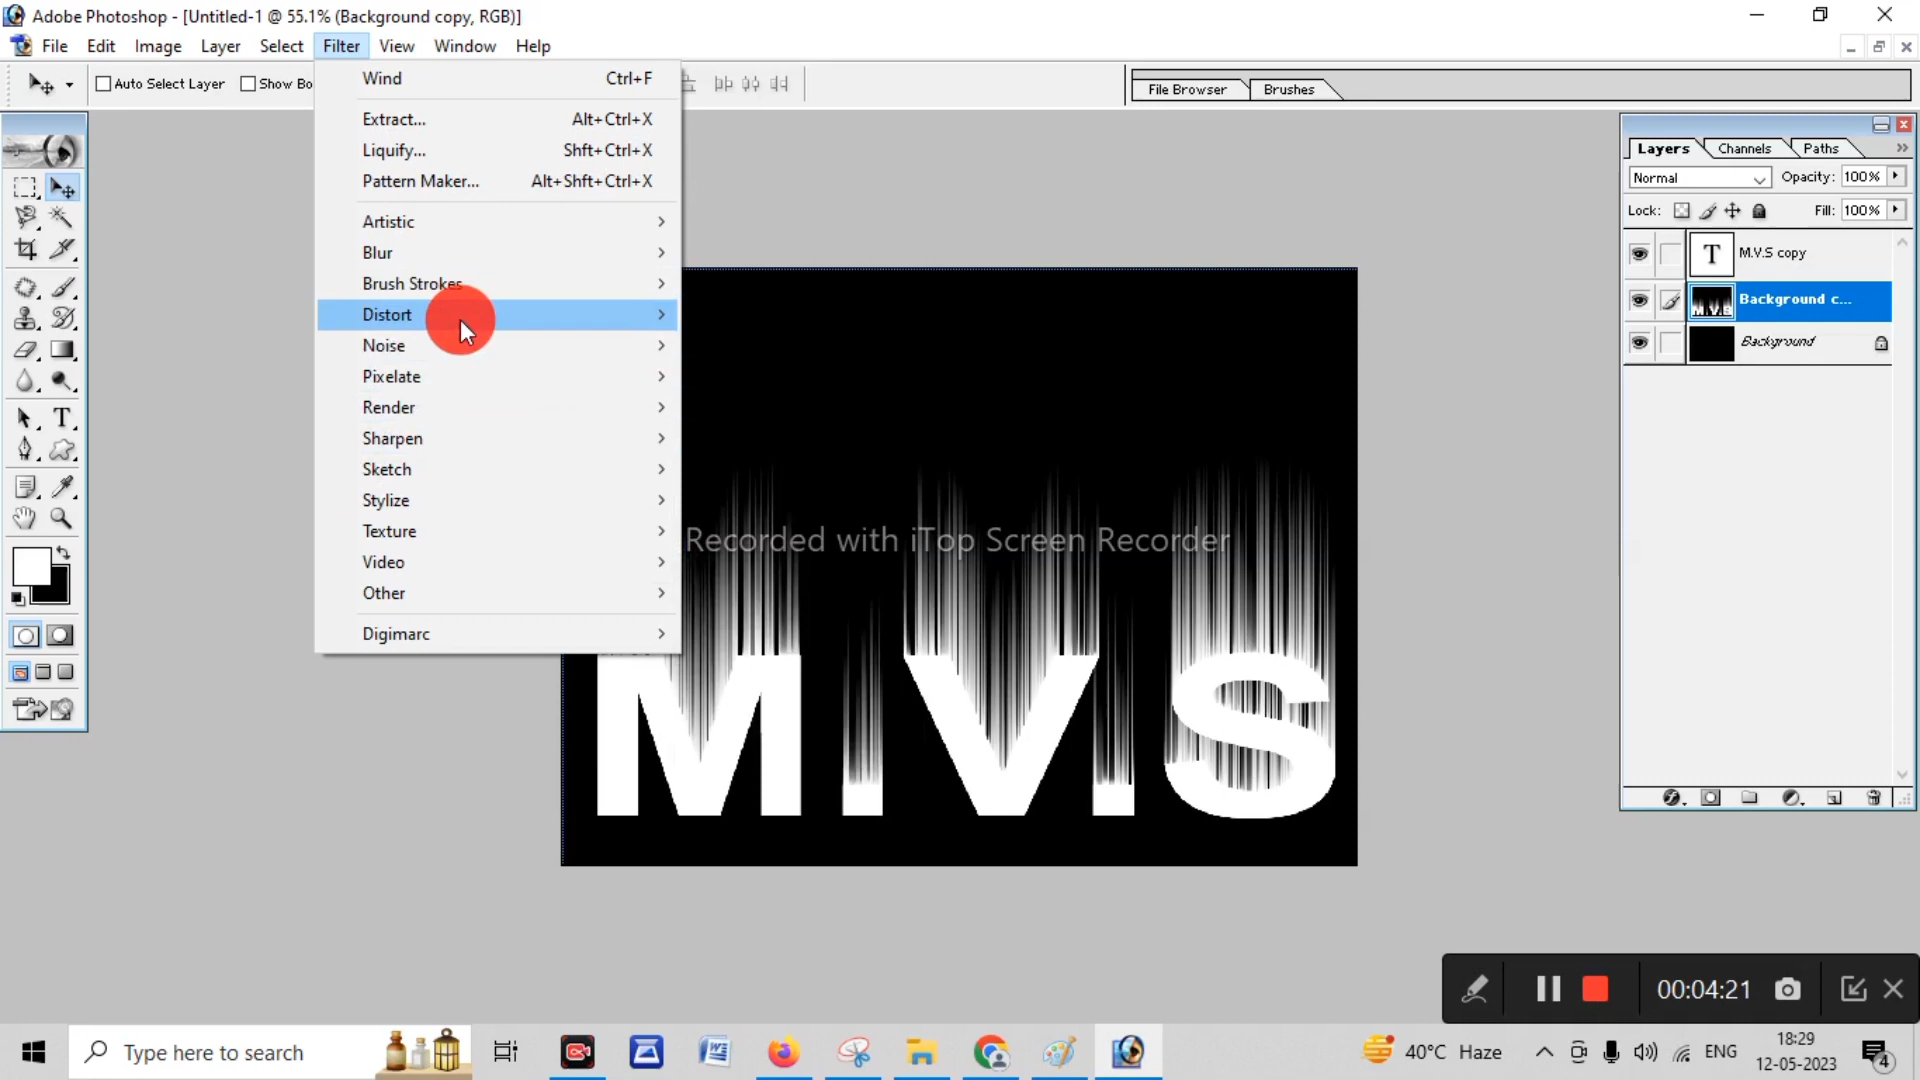 Adobe Photoshop - [Untitled-1 @ 55.1% (Background copy, RGB)]
File Edit Image Layer Select Filter View Window Help
Auto Select Layer Show Bo
File Browser Brushes
Wind Ctrl+F
Extract... Alt+Ctrl+X
Liquify... Shft+Ctrl+X
Pattern Maker... Alt+Shft+Ctrl+X
Artistic
Blur
Brush Strokes
Distort
Noise
Pixelate
Render
Sharpen
Sketch
Stylize
Texture
Video
Other
Digimarc
Layers Channels Paths
Normal Opacity: 100%
Lock: Fill: 100%
T M.V.S copy
M.V.S Background c...
Background
T
Recorded with iTop Screen Recorder
M.V.S
00:04:21
Type here to search
40°C Haze
ENG
18:29
12-05-2023
4